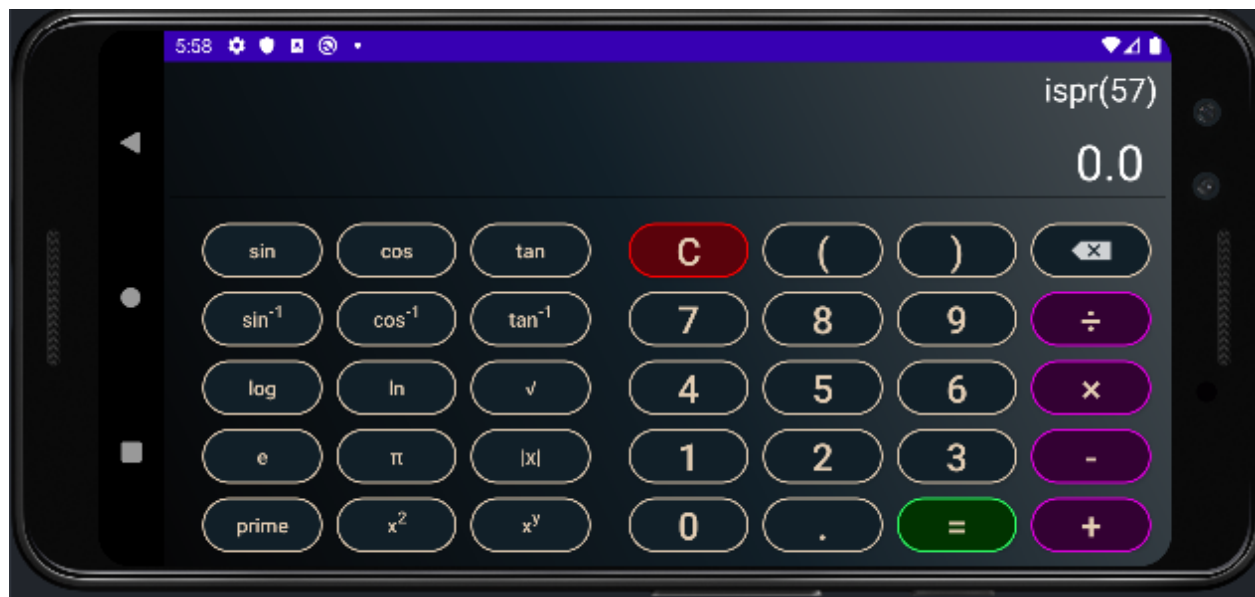 5:58
ispr(57)
0.0
sin cos tan C ( )
sin⁻¹ cos⁻¹ tan⁻¹ 7 8 9 ÷
log ln √ 4 5 6 ×
e π |x| 1 2 3 -
prime x² xʸ 0 . = +